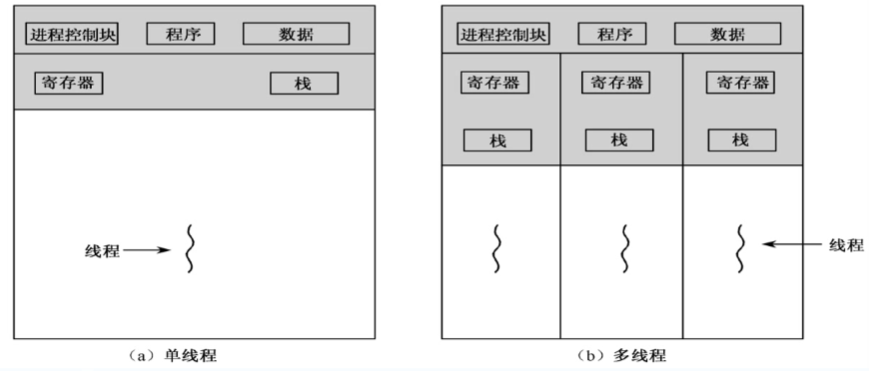 进程控制块 程序 数据 进程控制块 程序 数据
寄存器 栈 寄存器 寄存器 寄存器
栈 栈 栈
线程 线程
（a）单线程 （b）多线程